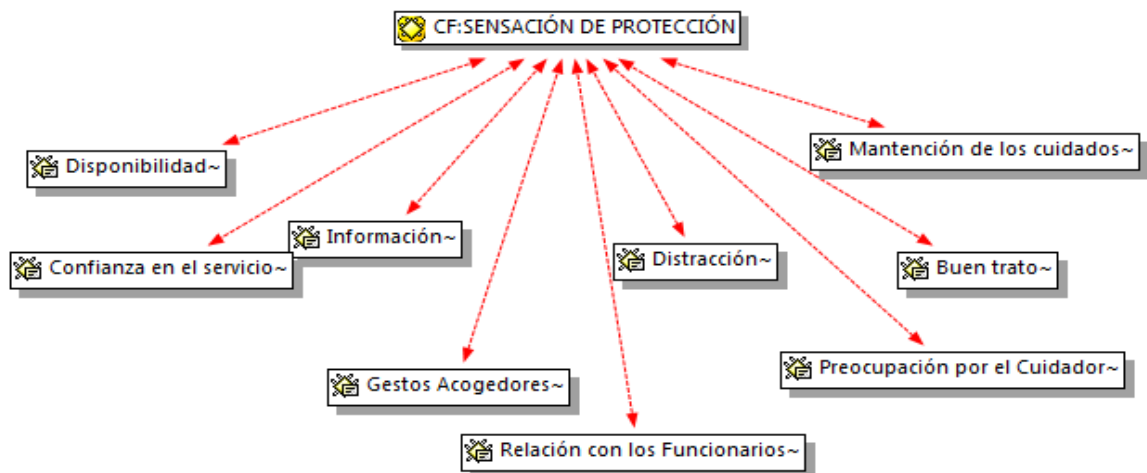 CF:SENSACIÓN DE PROTECCIÓN
Mantención de los cuidados~
Disponibilidad~
Información~
Distracción~
Buen trato~
Confianza en el servicio~
Preocupación por el Cuidador~
Gestos Acogedores~
Relación con los Funcionarios~